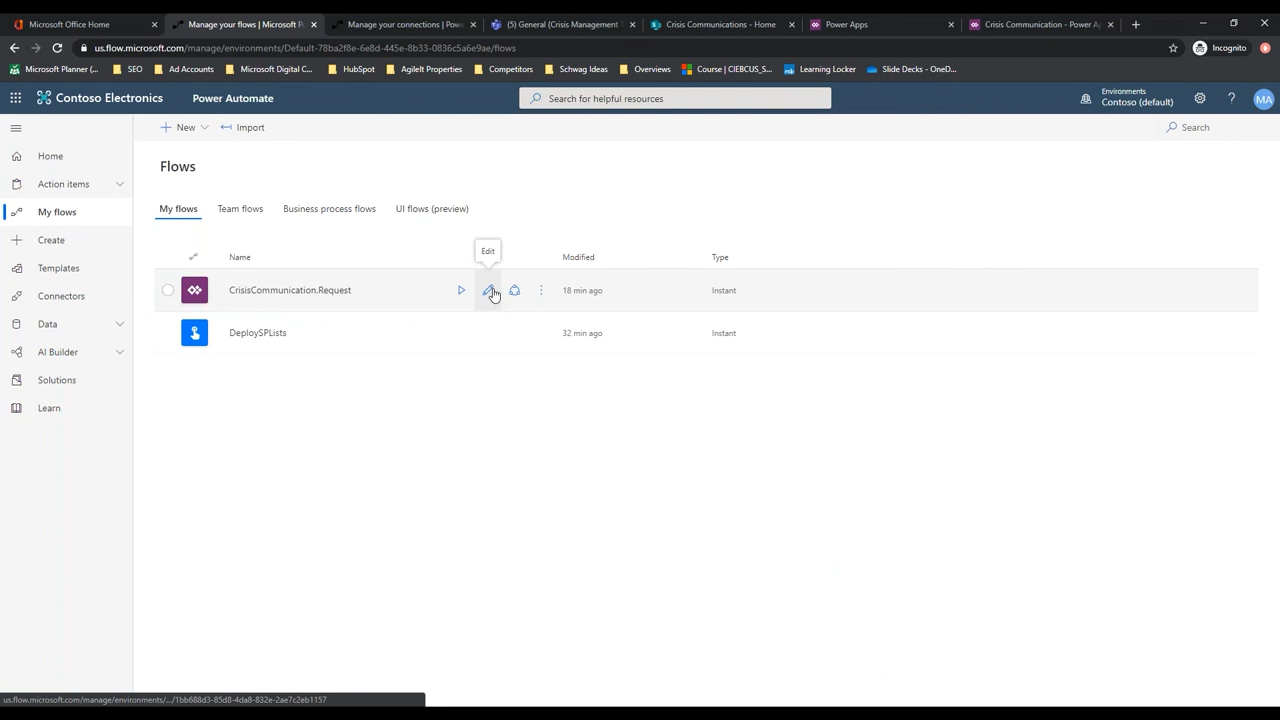 Microsoft Office Home
Manage your flows | Microsoft P
Manage your connections | Powe
(5) General (Crisis Management T
Crisis Communications - Home
Power Apps
Crisis Communication - Power Ap
us.flow.microsoft.com/manage/environments/Default-78ba2f8e-6e8d-445e-8b33-0836c5a6e9ae/flows
Incognito
Microsoft Planner (...
SEO
Ad Accounts
Microsoft Digital C...
HubSpot
AgileIt Properties
Competitors
Schwag Ideas
Overviews
Course | CIEBCUS_S...
Learning Locker
Slide Decks - OneD...
Contoso Electronics
Power Automate
Search for helpful resources
Environments
Contoso (default)
?
MA
New
Import
Search
Home
Action items
My flows
Create
Templates
Connectors
Data
AI Builder
Solutions
Learn
Flows
My flows
Team flows
Business process flows
UI flows (preview)
Edit
Name
Modified
Type
CrisisCommunication.Request
18 min ago
Instant
DeploySPLists
32 min ago
Instant
us.flow.microsoft.com/manage/environments/.../1bb688d3-85d8-4da8-832e-2ae7c2eb1157